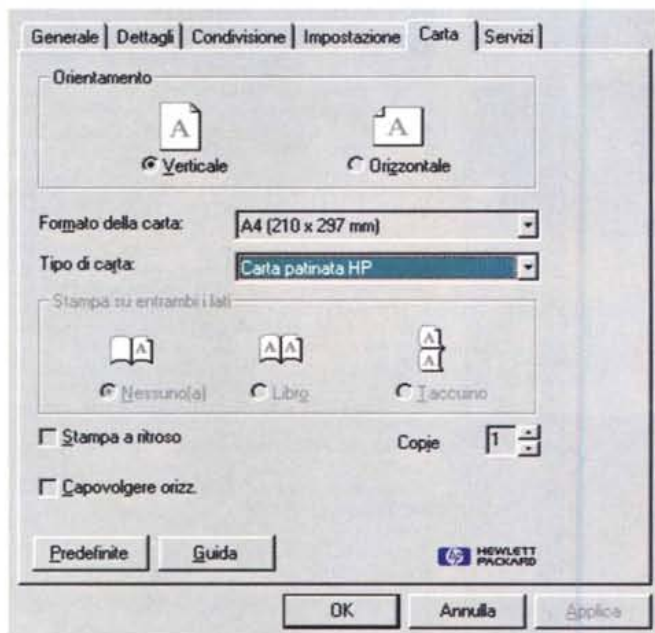 Generale Dettagli Condivisione Impostazione Carta Servizi
Orientamento
A A
Verticale Orizzontale
Formato della carta: A4 (210 x 297 mm)
Tipo di carta: Carta patinata HP
Stampa su entrambi i lati
A A A A A
Nessuno(a) Libro Taccuino
Stampa a ritroso Copie 1
Capovolgere orizz.
Predefinite Guida hp HEWLETT
PACKARD
OK Annulla Applica